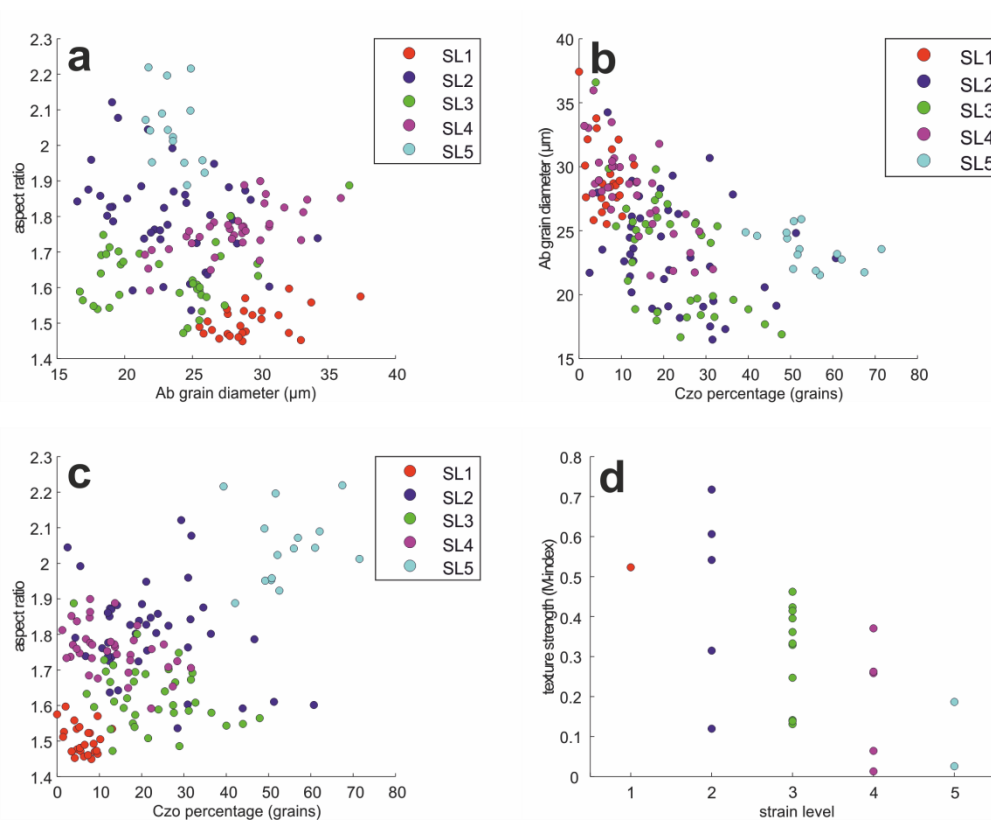 a
2.3
2.2
2.1
2
1.9
1.8
1.7
1.6
1.5
1.4
aspect ratio
15 20 25 30 35 40
Ab grain diameter (μm)
SL1
SL2
SL3
SL4
SL5
b
40
35
30
25
20
15
Ab grain diameter (μm)
0 10 20 30 40 50 60 70 80
Czo percentage (grains)
SL1
SL2
SL3
SL4
SL5
c
2.3
2.2
2.1
2
1.9
1.8
1.7
1.6
1.5
1.4
aspect ratio
0 10 20 30 40 50 60 70 80
Czo percentage (grains)
SL1
SL2
SL3
SL4
SL5
d
0.8
0.7
0.6
0.5
0.4
0.3
0.2
0.1
0
texture strength (M-index)
1 2 3 4 5
strain level